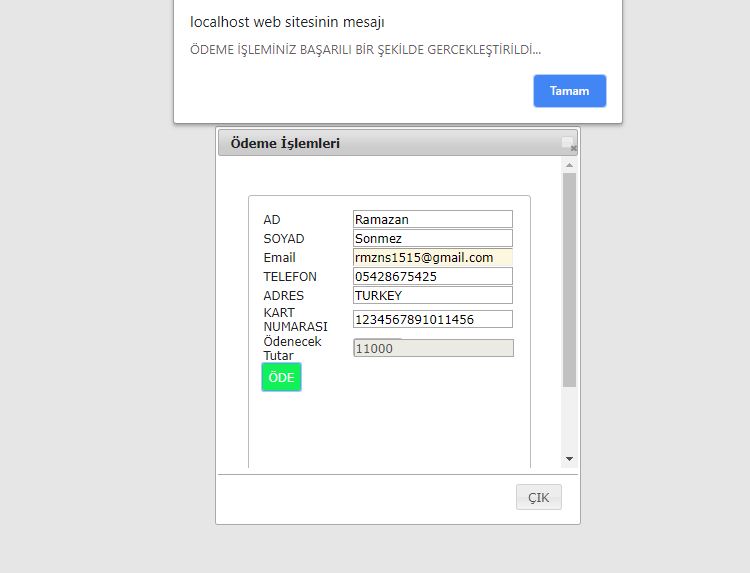 localhost web sitesinin mesajı
ÖDEME İŞLEMİNİZ BAŞARILI BİR ŞEKİLDE GERCEKLEŞTİRİLDİ...
Tamam
Ödeme İşlemleri
AD Ramazan
SOYAD Sonmez
Email rmzns1515@gmail.com
TELEFON 05428675425
ADRES TURKEY
KART
NUMARASI 1234567891011456
Ödenecek
Tutar 11000
ÖDE
ÇIK